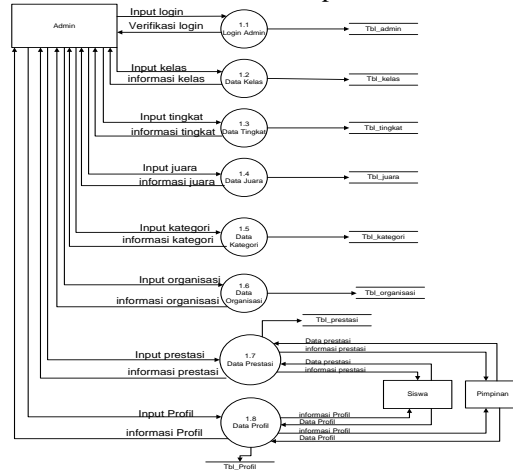 Admin
Input login
Verifikasi login
1.1
Login Admin
Tbl_admin
Input kelas
informasi kelas
1.2
Data Kelas
Tbl_kelas
Input tingkat
informasi tingkat
1.3
Data Tingkat
Tbl_tingkat
Input juara
informasi juara
1.4
Data Juara
Tbl_juara
Input kategori
informasi kategori
1.5
Data
Kategori
Tbl_kategori
Input organisasi
informasi organisasi
1.6
Data
Organisasi
Tbl_organisasi
Tbl_prestasi
Input prestasi
informasi prestasi
1.7
Data Prestasi
Data prestasi
informasi prestasi
Data prestasi
informasi prestasi
Siswa
Pimpinan
Input Profil
informasi Profil
1.8
Data Profil
informasi Profil
Data Profil
informasi Profil
Data Profil
Tbl_Profil